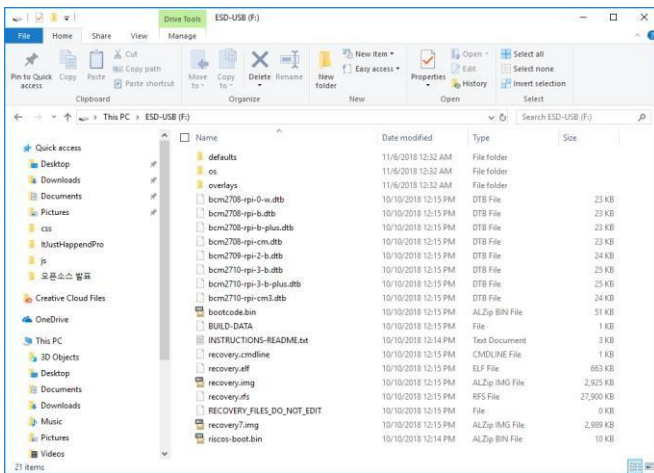 Drive Tools ESD-USB (F:)
File Home Share View Manage
Pin to Quick access
Copy
Paste
Cut
Copy path
Paste shortcut
Clipboard
Move to
Copy to
Delete
Rename
Organize
New folder
New item
Easy access
New
Properties
Open
Edit
History
Open
Select all
Select none
Invert selection
Select
This PC > ESD-USB (F:)
Search ESD-USB (F:)
Quick access
Desktop
Downloads
Documents
Pictures
css
ItJustHappendPro
js
오픈소스 발표
Creative Cloud Files
OneDrive
This PC
3D Objects
Desktop
Documents
Downloads
Music
Pictures
Videos
Name Date modified Type Size
defaults 11/6/2018 12:32 AM File folder
os 11/6/2018 12:32 AM File folder
overlays 11/6/2018 12:32 AM File folder
bcm2708-rpi-0-w.dtb 10/10/2018 12:15 PM DTB File 23 KB
bcm2708-rpi-b.dtb 10/10/2018 12:15 PM DTB File 23 KB
bcm2708-rpi-b-plus.dtb 10/10/2018 12:15 PM DTB File 23 KB
bcm2708-rpi-cm.dtb 10/10/2018 12:15 PM DTB File 23 KB
bcm2709-rpi-2-b.dtb 10/10/2018 12:15 PM DTB File 24 KB
bcm2710-rpi-3-b.dtb 10/10/2018 12:15 PM DTB File 25 KB
bcm2710-rpi-3-b-plus.dtb 10/10/2018 12:15 PM DTB File 25 KB
bcm2710-rpi-cm3.dtb 10/10/2018 12:15 PM DTB File 24 KB
bootcode.bin 10/10/2018 12:15 PM ALZip BIN File 51 KB
BUILD-DATA 10/10/2018 12:15 PM File 1 KB
INSTRUCTIONS-README.txt 10/10/2018 12:14 PM Text Document 3 KB
recovery.cmdline 10/10/2018 12:15 PM CMDLINE File 1 KB
recovery.elf 10/10/2018 12:15 PM ELF File 663 KB
recovery.img 10/10/2018 12:15 PM ALZip IMG File 2,925 KB
recovery.rfs 10/10/2018 12:15 PM RFS File 27,900 KB
RECOVERY_FILES_DO_NOT_EDIT 10/10/2018 12:15 PM File 0 KB
recovery7.img 10/10/2018 12:15 PM ALZip IMG File 2,989 KB
riscos-boot.bin 10/10/2018 12:14 PM ALZip BIN File 10 KB
21 items